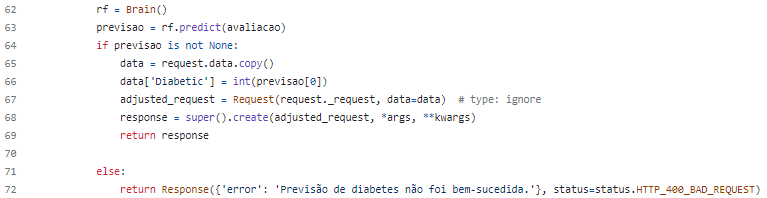 62 rf = Brain()
63 previsao = rf.predict(avaliacao)
64 if previsao is not None:
65 data = request.data.copy()
66 data['Diabetic'] = int(previsao[0])
67 adjusted_request = Request(request._request, data=data)  # type: ignore
68 response = super().create(adjusted_request, *args, **kwargs)
69 return response
70
71 else:
72 return Response({'error': 'Previsão de diabetes não foi bem-sucedida.'}, status=status.HTTP_400_BAD_REQUEST)